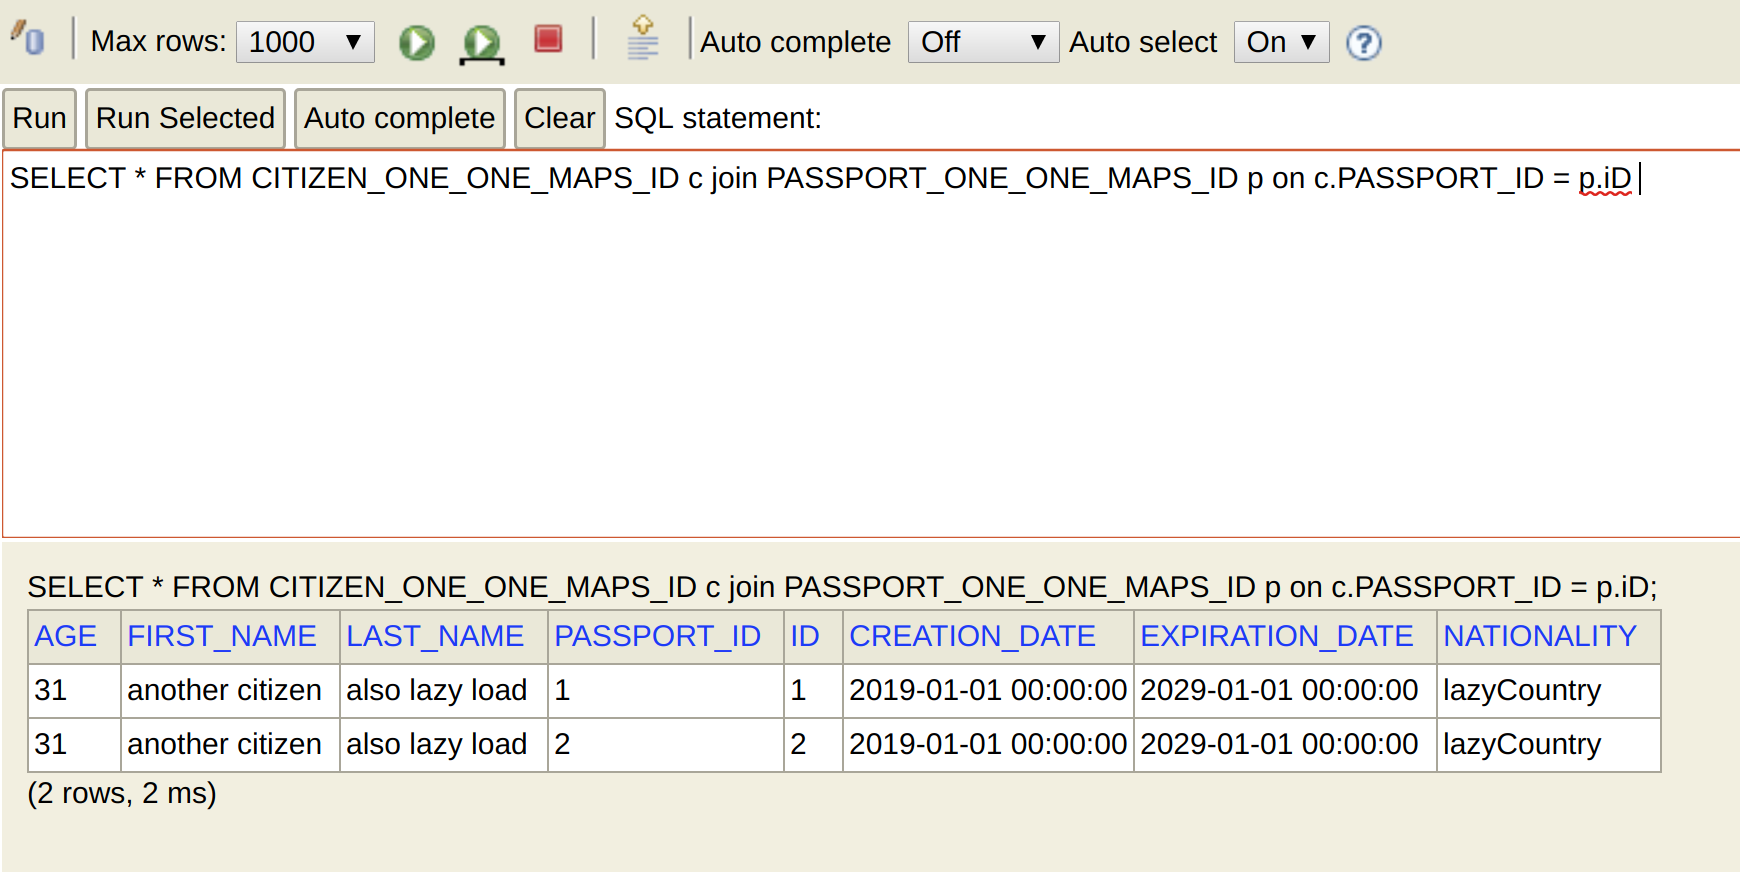 Max rows: 1000 Auto complete Off Auto select On ?
Run Run Selected Auto complete Clear SQL statement:
SELECT * FROM CITIZEN_ONE_ONE_MAPS_ID c join PASSPORT_ONE_ONE_MAPS_ID p on c.PASSPORT_ID = p.iD
SELECT * FROM CITIZEN_ONE_ONE_MAPS_ID c join PASSPORT_ONE_ONE_MAPS_ID p on c.PASSPORT_ID = p.iD;
AGE FIRST_NAME LAST_NAME PASSPORT_ID ID CREATION_DATE EXPIRATION_DATE NATIONALITY
31 another citizen also lazy load 1 1 2019-01-01 00:00:00 2029-01-01 00:00:00 lazyCountry
31 another citizen also lazy load 2 2 2019-01-01 00:00:00 2029-01-01 00:00:00 lazyCountry
(2 rows, 2 ms)